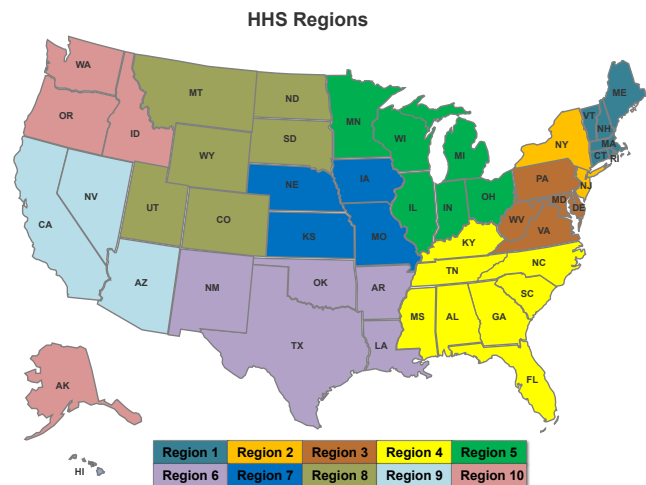 HHS Regions
WA
MT
ND
MN
ME
VT
NH
OR
ID
SD
WI
MI
NY
MA
CT
RI
WY
NE
IA
PA
NJ
NV
UT
CO
IL
IN
OH
MD
DE
WV
VA
CA
KS
MO
KY
NC
AZ
NM
OK
AR
TN
SC
MS
AL
GA
TX
LA
FL
AK
HI
Region 1 Region 2 Region 3 Region 4 Region 5
Region 6 Region 7 Region 8 Region 9 Region 10